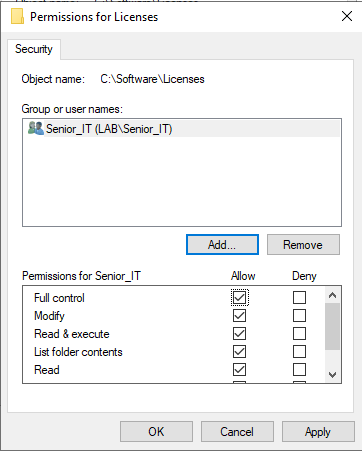 Permissions for Licenses
Security
Object name: C:\Software\Licenses
Group or user names:
Senior_IT (LAB\Senior_IT)
Add... Remove
Permissions for Senior_IT Allow Deny
Full control
Modify
Read & execute
List folder contents
Read
OK Cancel Apply